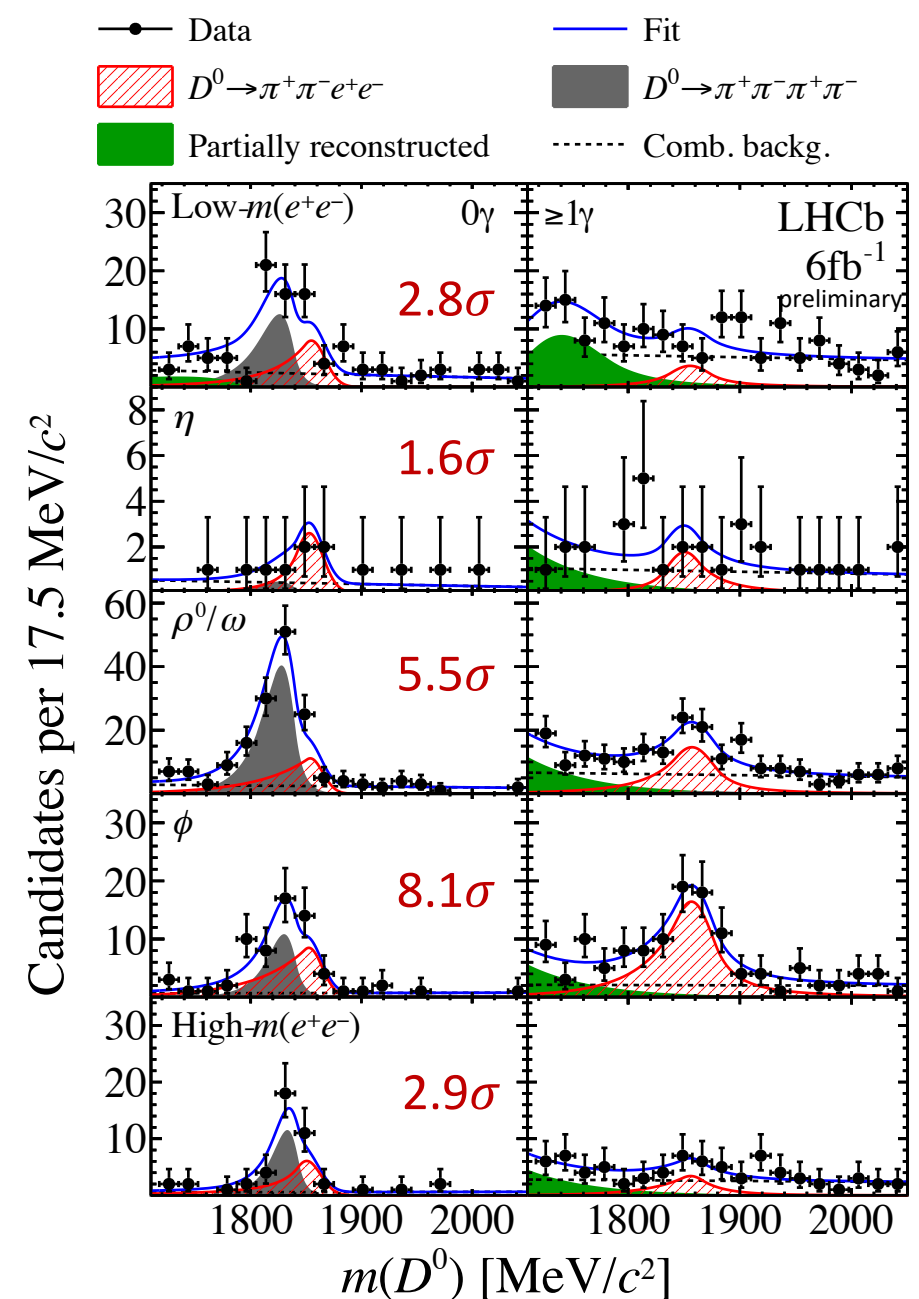 Data
Fit
D⁰→π⁺π⁻e⁺e⁻
D⁰→π⁺π⁻π⁺π⁻
Partially reconstructed
Comb. backg.
Candidates per 17.5 MeV/c²
30
20
10
Low-m(e⁺e⁻)
0γ
2.8σ
≥1γ
LHCb
6fb⁻¹
preliminary
8
6
4
2
η
1.6σ
60
40
20
ρ⁰/ω
5.5σ
30
20
10
ϕ
8.1σ
30
20
10
High-m(e⁺e⁻)
2.9σ
1800 1900 2000
1800 1900 2000
m(D⁰) [MeV/c²]